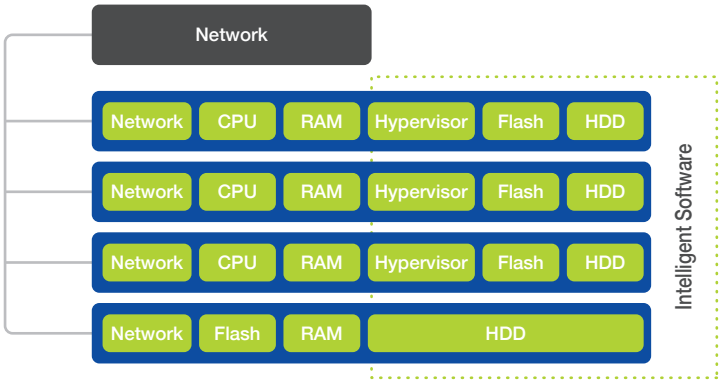 Network
Network CPU RAM Hypervisor Flash HDD
Network CPU RAM Hypervisor Flash HDD
Network CPU RAM Hypervisor Flash HDD
Network Flash RAM HDD
Intelligent Software